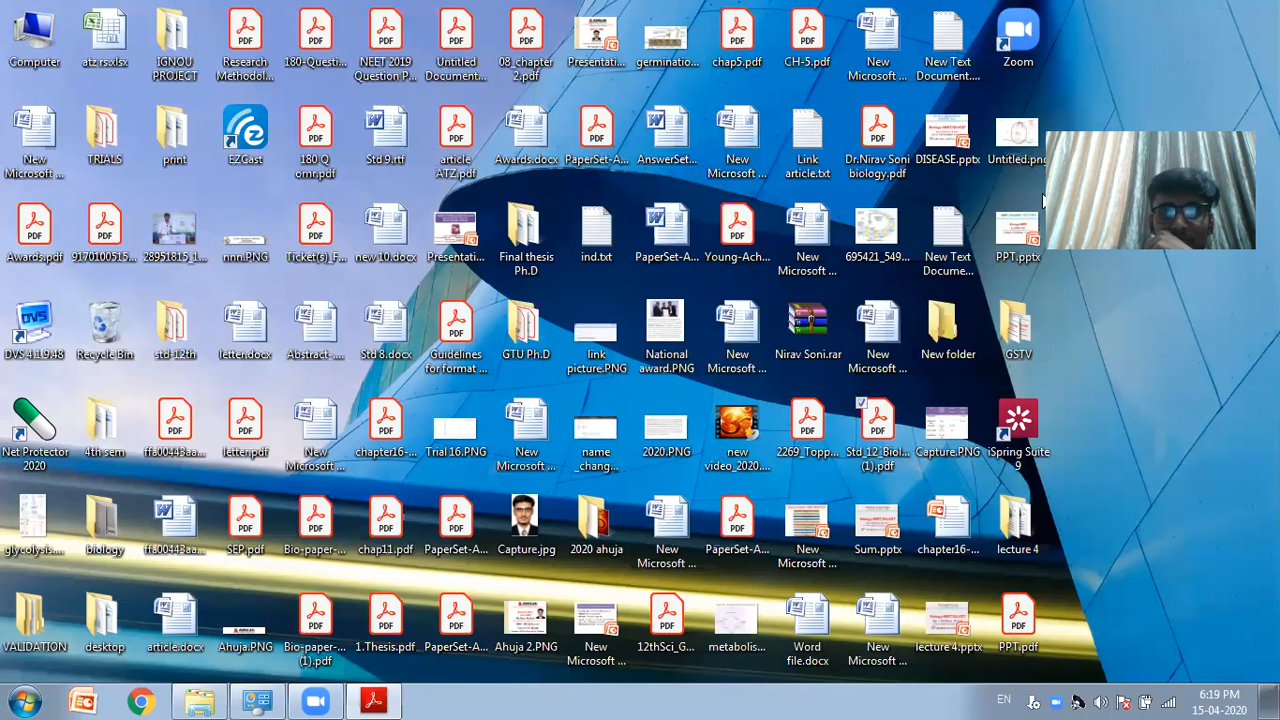 Computer
atz rs.xlsx
IGNOU PROJECT
Research Methodol...
180-Questi...
NEET 2019 Question P...
Untitled Document...
08_chapter 2.pdf
Presentati...
germinatio...
chap5.pdf
CH-5.pdf
New Microsoft ...
New Text Document....
Zoom
New Microsoft ...
TRIALS
print
EZCast
180 Q omr.pdf
Std 9.rtf
article ATZ.pdf
Awards.docx
PaperSet-A...
AnswerSet...
New Microsoft ...
Link article.txt
Dr.Nirav Soni biology.pdf
DISEASE.pptx
Untitled.png
Awards.pdf
9170100515...
28951815_1...
nnn.PNG
Ticket(s)_F...
new 10.docx
Presentati...
Final thesis Ph.D
ind.txt
PaperSet-A...
Young-Ach...
New Microsoft ...
695421_549...
New Text Docume...
PPT.pptx
Recycle Bin
std 12th
letter.docx
Abstract-...
Std 8.docx
Guidelines for format ...
GTU Ph.D
link picture.PNG
National award.PNG
New Microsoft ...
Nirav Soni.rar
New Microsoft ...
New folder
GSTV
Net Protector 2020
4th sem
ffa00443aa...
letter.pdf
New Microsoft ...
chapter16-...
Trial 16.PNG
New Microsoft ...
name _chang...
2020.PNG
new video_2020....
2269_Topp...
Std_12_Biol... (1).pdf
Capture.PNG
iSpring Suite 9
glycolysis....
biology
ffa00443aa...
SEP.pdf
Bio-paper-...
chap11.pdf
PaperSet-A...
Capture.jpg
2020 ahuja
New Microsoft ...
PaperSet-A...
New Microsoft ...
Sum.pptx
chapter16-...
lecture 4
VALIDATION
desktop
article.docx
Ahuja.PNG
Bio-paper-... (1).pdf
1.Thesis.pdf
PaperSet-A...
Ahuja 2.PNG
New Microsoft ...
12thSci_G...
metabolis...
Word file.docx
New Microsoft ...
lecture 4.pptx
PPT.pdf
EN
6:19 PM
15-04-2020